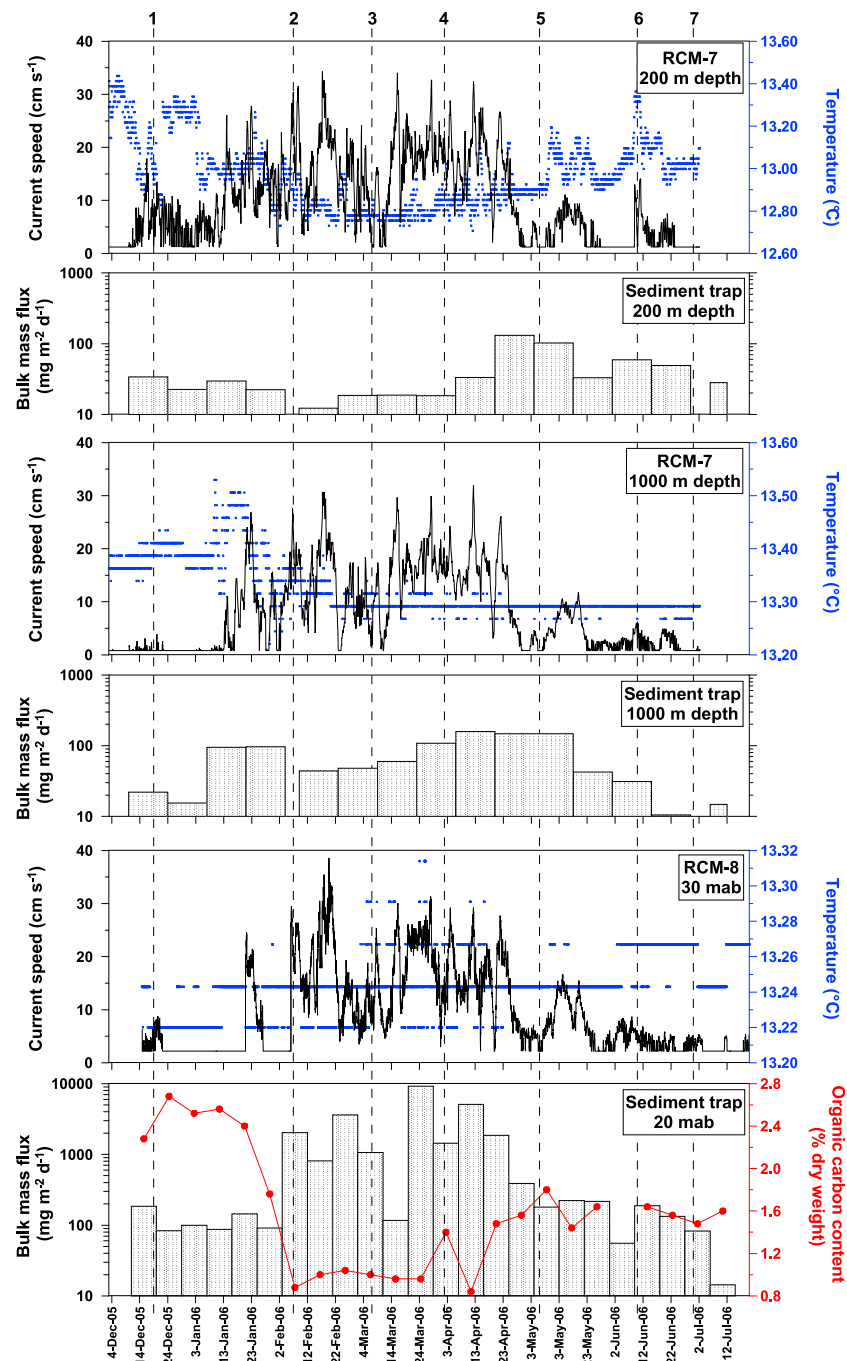 1 2 3 4 5 6 7
40 13.60
RCM-7
200 m depth
30 13.40
20 13.20
13.00
10 12.80
0 12.60
Current speed (cm s-1)
Temperature (°C)
1000
Sediment trap
200 m depth
100
10
Bulk mass flux
(mg m-2 d-1)
40 13.60
RCM-7
1000 m depth
30 13.50
20 13.40
10 13.30
0 13.20
Current speed (cm s-1)
Temperature (°C)
1000
Sediment trap
1000 m depth
100
10
Bulk mass flux
(mg m-2 d-1)
40 13.32
RCM-8
30 mab
13.30
30 13.28
20 13.26
13.24
10 13.22
0 13.20
Current speed (cm s-1)
Temperature (°C)
10000 2.8
Sediment trap
20 mab
2.4
1000 2.0
100 1.6
1.2
10 0.8
Bulk mass flux
(mg m-2 d-1)
Organic carbon content
(% dry weight)
4-Dec-05
14-Dec-05
24-Dec-05
3-Jan-06
13-Jan-06
23-Jan-06
2-Feb-06
12-Feb-06
22-Feb-06
4-Mar-06
14-Mar-06
24-Mar-06
3-Apr-06
13-Apr-06
23-Apr-06
3-May-06
13-May-06
23-May-06
2-Jun-06
12-Jun-06
22-Jun-06
2-Jul-06
12-Jul-06